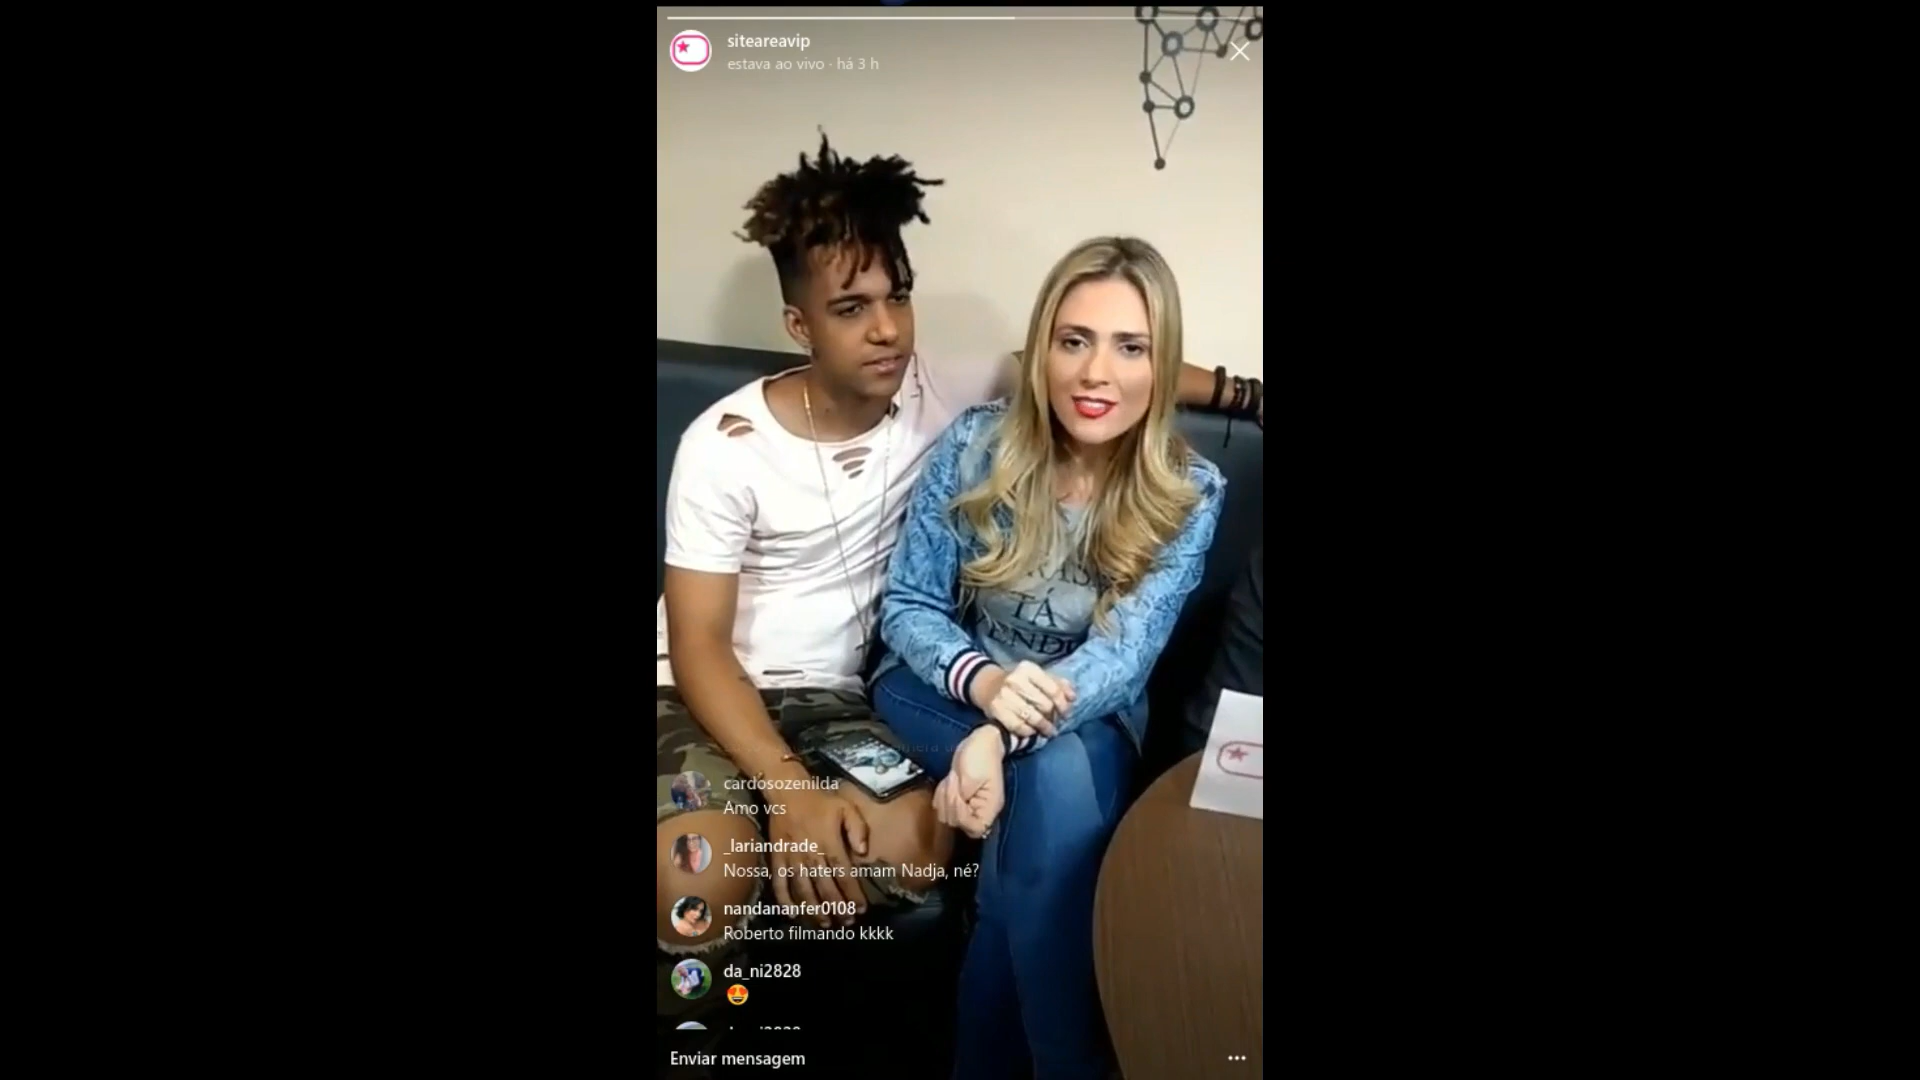 siteareavip
estava ao vivo · há 3 h
TÁ
cardosozenilda
Amo vcs
_lariandrade_
Nossa, os haters amam Nadja, né?
nandananfer0108
Roberto filmando kkkk
da_ni2828
😍
Enviar mensagem